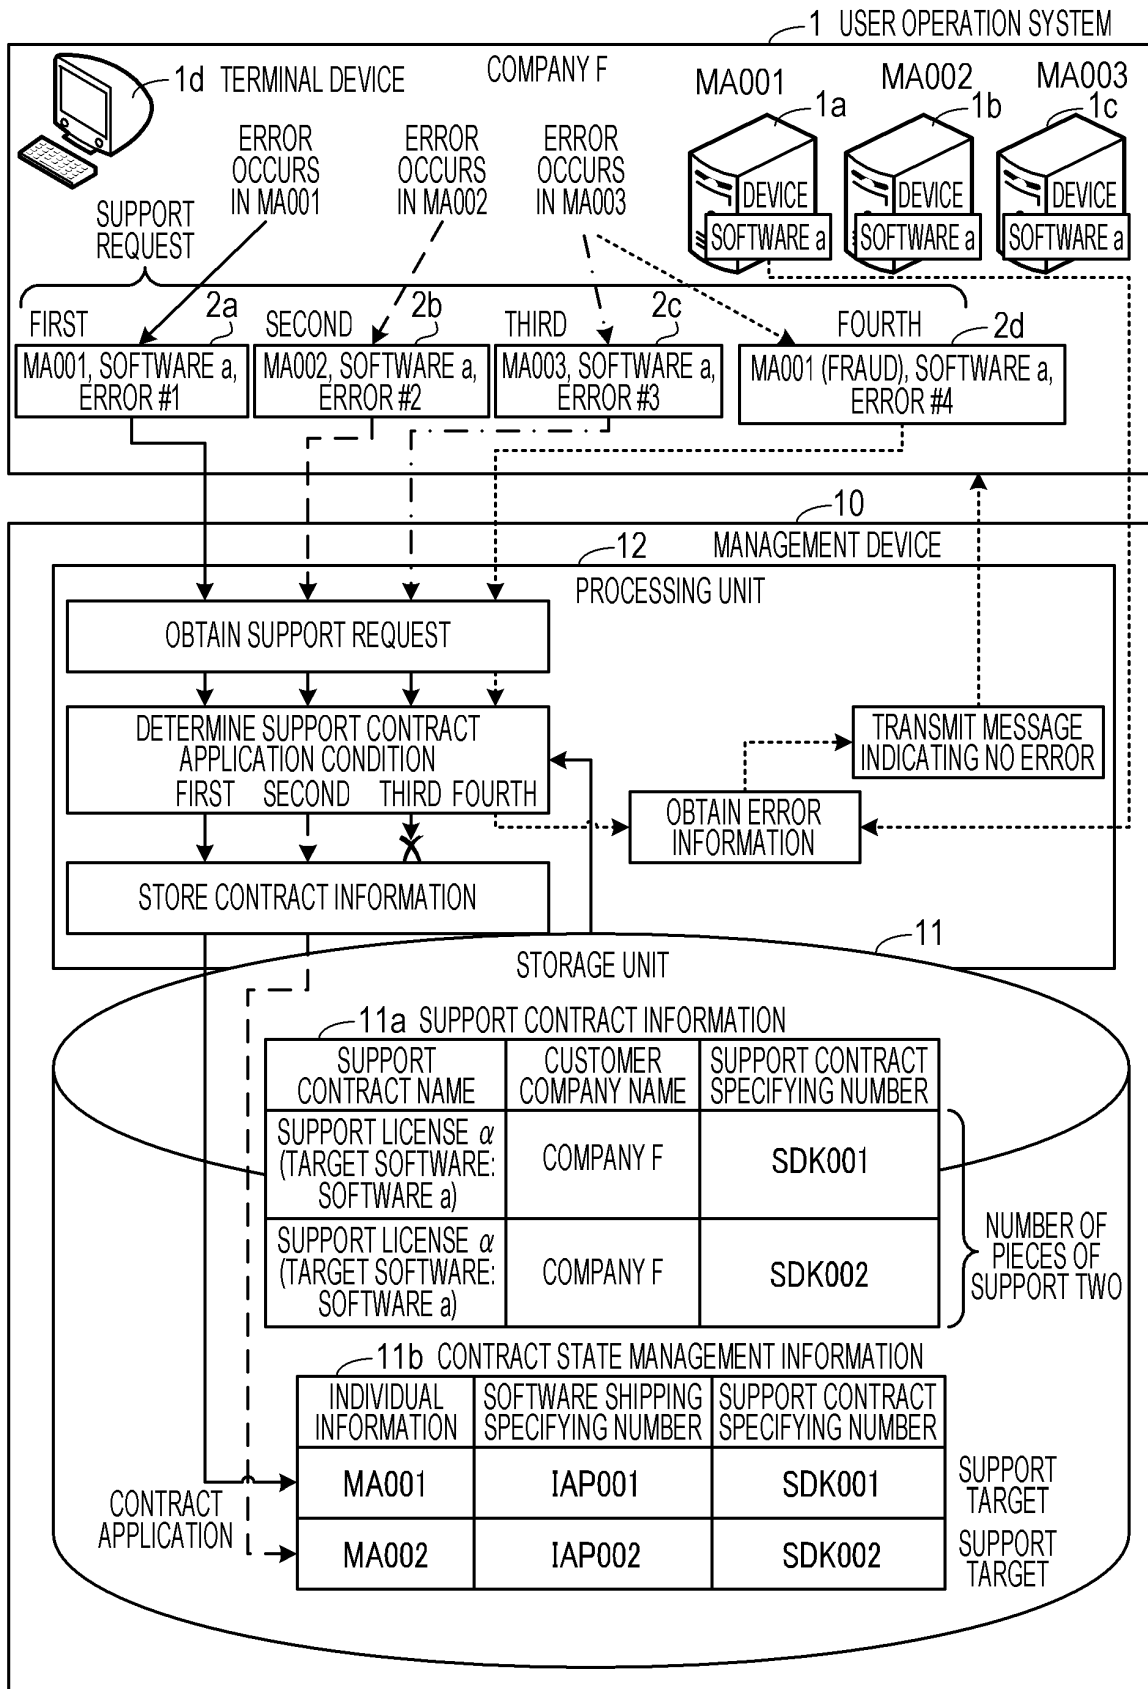 1 USER OPERATION SYSTEM
1d TERMINAL DEVICE
COMPANY F
MA001
MA002
MA003
1a
1b
1c
ERROR
OCCURS
IN MA001
ERROR
OCCURS
IN MA002
ERROR
OCCURS
IN MA003
DEVICE
SOFTWARE a
DEVICE
SOFTWARE a
DEVICE
SOFTWARE a
SUPPORT
REQUEST
FIRST
2a
SECOND
2b
THIRD
2c
FOURTH
2d
MA001, SOFTWARE a,
ERROR #1
MA002, SOFTWARE a,
ERROR #2
MA003, SOFTWARE a,
ERROR #3
MA001 (FRAUD), SOFTWARE a,
ERROR #4
10
MANAGEMENT DEVICE
12
PROCESSING UNIT
OBTAIN SUPPORT REQUEST
DETERMINE SUPPORT CONTRACT
APPLICATION CONDITION
FIRST SECOND THIRD FOURTH
TRANSMIT MESSAGE
INDICATING NO ERROR
OBTAIN ERROR
INFORMATION
STORE CONTRACT INFORMATION
11
STORAGE UNIT
11a SUPPORT CONTRACT INFORMATION
SUPPORT
CONTRACT NAME
CUSTOMER
COMPANY NAME
SUPPORT CONTRACT
SPECIFYING NUMBER
SUPPORT LICENSE α
(TARGET SOFTWARE:
SOFTWARE a)
COMPANY F
SDK001
SUPPORT LICENSE α
(TARGET SOFTWARE:
SOFTWARE a)
COMPANY F
SDK002
NUMBER OF
PIECES OF
SUPPORT TWO
11b CONTRACT STATE MANAGEMENT INFORMATION
INDIVIDUAL
INFORMATION
SOFTWARE SHIPPING
SPECIFYING NUMBER
SUPPORT CONTRACT
SPECIFYING NUMBER
MA001
IAP001
SDK001
SUPPORT
TARGET
CONTRACT
APPLICATION
MA002
IAP002
SDK002
SUPPORT
TARGET